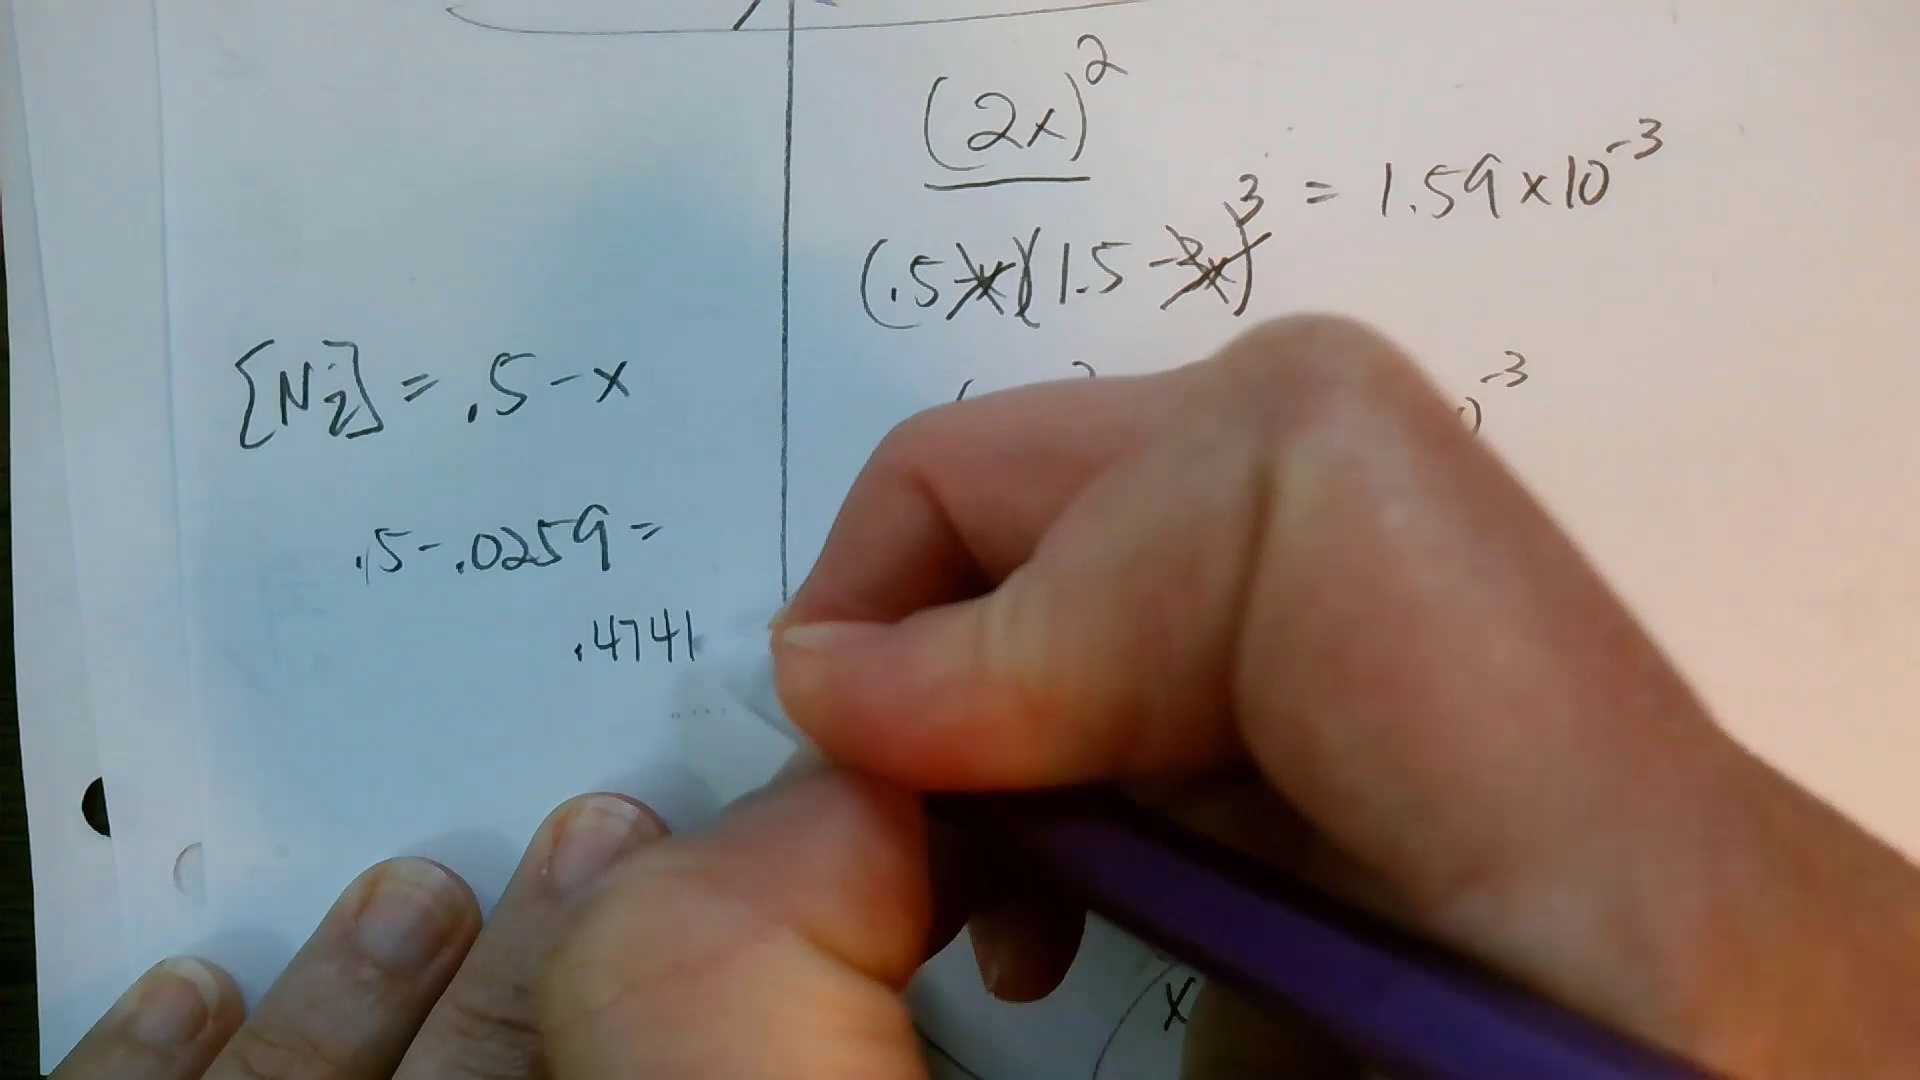 (2x)²
(.5-x)(1.5-3x)³ = 1.59 x 10⁻³
[N₂] = .5-x
.5-.0259=
.4741
x